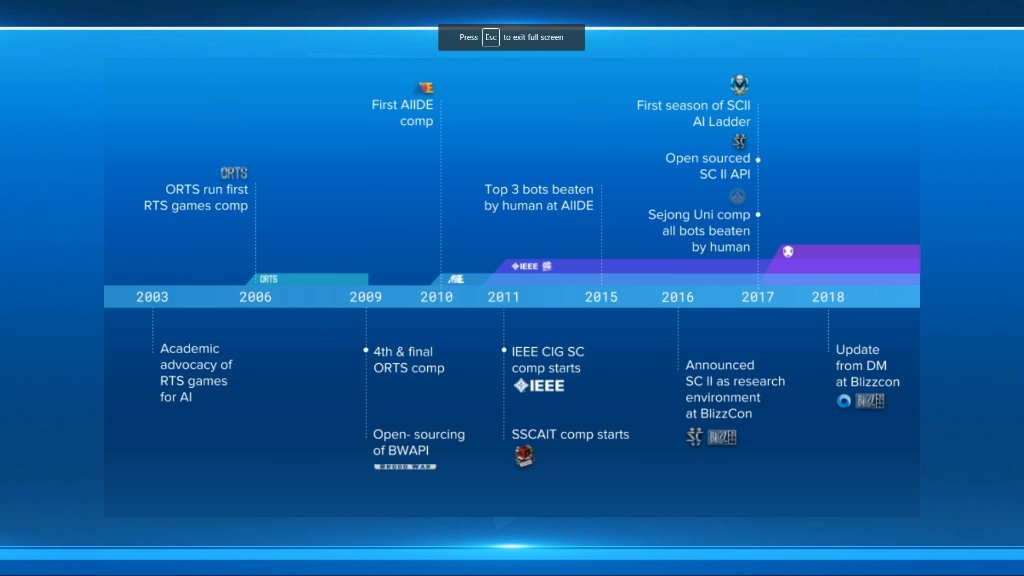 Press Esc to exit full screen
First AIIDE
comp
First season of SCII
AI Ladder
SC
Open sourced
SC II API
ORTS
ORTS run first
RTS games comp
Top 3 bots beaten
by human at AIIDE
Sejong Uni comp
all bots beaten
by human
ORTS
IEEE
2003
2006
2009
2010
2011
2015
2016
2017
2018
Academic
advocacy of
RTS games
for AI
4th & final
ORTS comp
Open- sourcing
of BWAPI
BROOD WAR
IEEE CIG SC
comp starts
IEEE
SSCAIT comp starts
Announced
SC II as research
environment
at BlizzCon
SC
Update
from DM
at Blizzcon